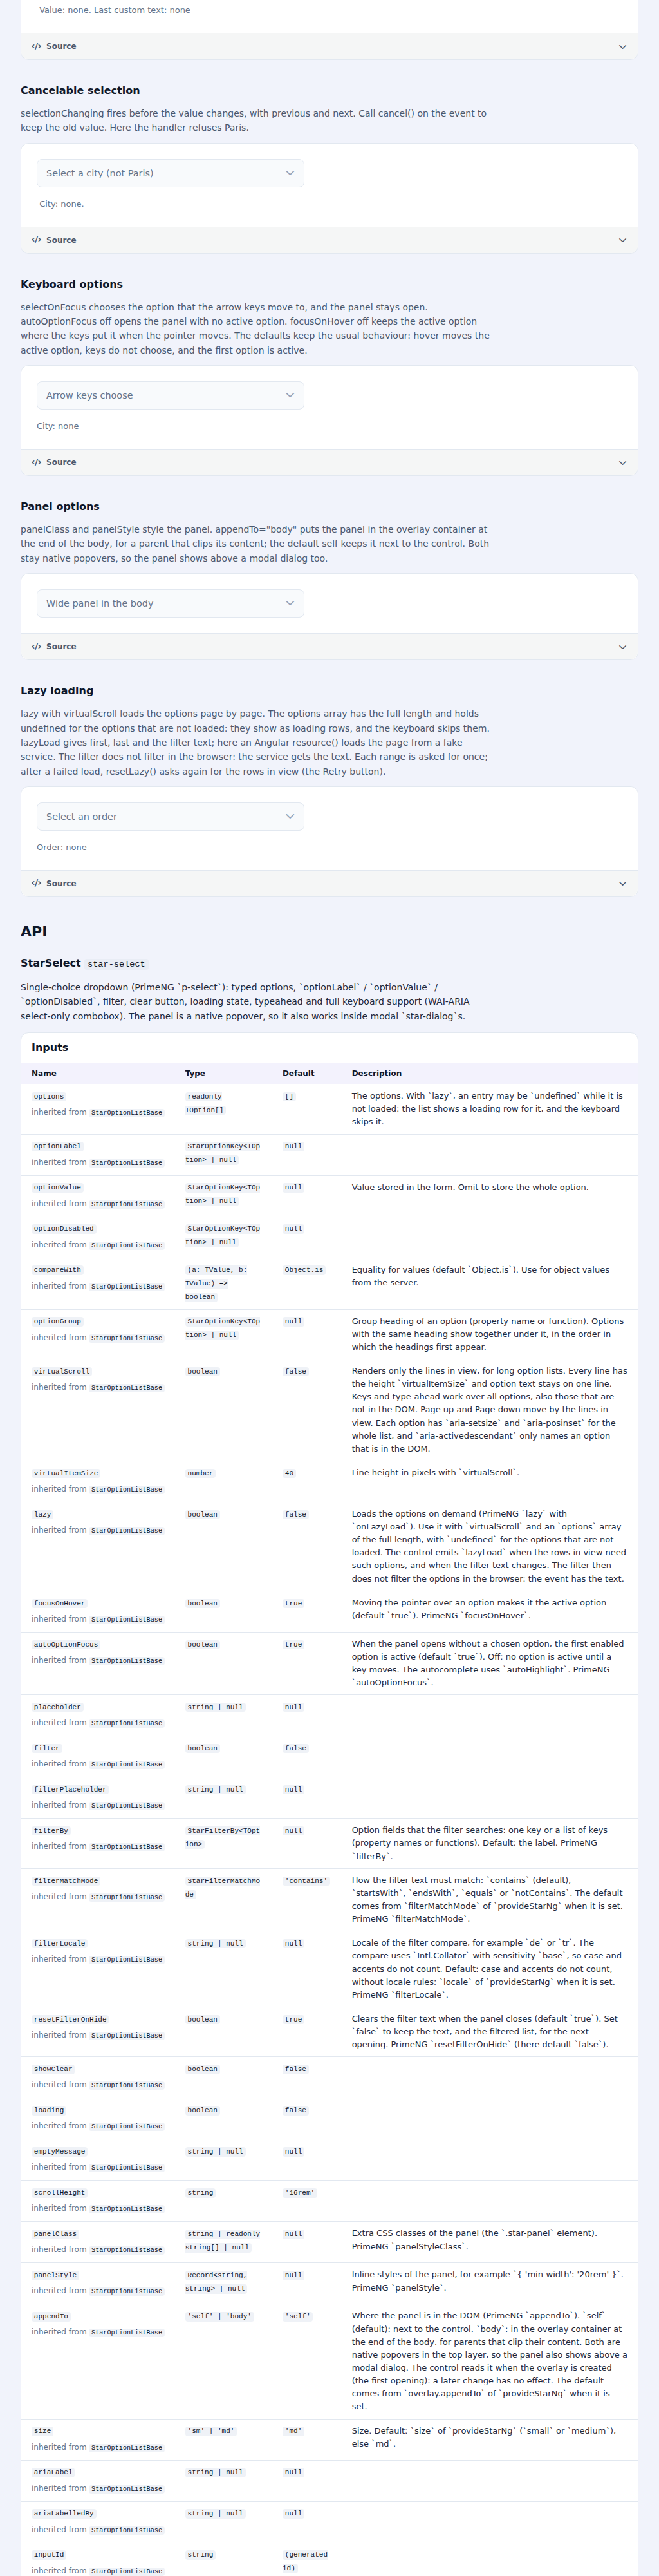 Value: none. Last custom text: none
</> Source
Cancelable selection
selectionChanging fires before the value changes, with previous and next. Call cancel() on the event to
keep the old value. Here the handler refuses Paris.
Select a city (not Paris)
City: none.
</> Source
Keyboard options
selectOnFocus chooses the option that the arrow keys move to, and the panel stays open.
autoOptionFocus off opens the panel with no active option. focusOnHover off keeps the active option
where the keys put it when the pointer moves. The defaults keep the usual behaviour: hover moves the
active option, keys do not choose, and the first option is active.
Arrow keys choose
City: none
</> Source
Panel options
panelClass and panelStyle style the panel. appendTo="body" puts the panel in the overlay container at
the end of the body, for a parent that clips its content; the default self keeps it next to the control. Both
stay native popovers, so the panel shows above a modal dialog too.
Wide panel in the body
</> Source
Lazy loading
lazy with virtualScroll loads the options page by page. The options array has the full length and holds
undefined for the options that are not loaded: they show as loading rows, and the keyboard skips them.
lazyLoad gives first, last and the filter text; here an Angular resource() loads the page from a fake
service. The filter does not filter in the browser: the service gets the text. Each range is asked for once;
after a failed load, resetLazy() asks again for the rows in view (the Retry button).
Select an order
Order: none
</> Source
API
StarSelect star-select
Single-choice dropdown (PrimeNG `p-select`): typed options, `optionLabel` / `optionValue` /
`optionDisabled`, filter, clear button, loading state, typeahead and full keyboard support (WAI-ARIA
select-only combobox). The panel is a native popover, so it also works inside modal `star-dialog`s.
Inputs
Name Type Default Description
options readonly [] The options. With `lazy`, an entry may be `undefined` while it is
inherited from StarOptionListBase TOption[] not loaded: the list shows a loading row for it, and the keyboard
skips it.
optionLabel StarOptionKey<TOp null
inherited from StarOptionListBase tion> | null
optionValue StarOptionKey<TOp null Value stored in the form. Omit to store the whole option.
inherited from StarOptionListBase tion> | null
optionDisabled StarOptionKey<TOp null
inherited from StarOptionListBase tion> | null
compareWith (a: TValue, b: Object.is Equality for values (default `Object.is`). Use for object values
inherited from StarOptionListBase TValue) => from the server.
boolean
optionGroup StarOptionKey<TOp null Group heading of an option (property name or function). Options
inherited from StarOptionListBase tion> | null with the same heading show together under it, in the order in
which the headings first appear.
virtualScroll boolean false Renders only the lines in view, for long option lists. Every line has
inherited from StarOptionListBase the height `virtualItemSize` and option text stays on one line.
Keys and type-ahead work over all options, also those that are
not in the DOM. Page up and Page down move by the lines in
view. Each option has `aria-setsize` and `aria-posinset` for the
whole list, and `aria-activedescendant` only names an option
that is in the DOM.
virtualItemSize number 40 Line height in pixels with `virtualScroll`.
inherited from StarOptionListBase
lazy boolean false Loads the options on demand (PrimeNG `lazy` with
inherited from StarOptionListBase `onLazyLoad`). Use it with `virtualScroll` and an `options` array
of the full length, with `undefined` for the options that are not
loaded. The control emits `lazyLoad` when the rows in view need
such options, and when the filter text changes. The filter then
does not filter the options in the browser: the event has the text.
focusOnHover boolean true Moving the pointer over an option makes it the active option
inherited from StarOptionListBase (default `true`). PrimeNG `focusOnHover`.
autoOptionFocus boolean true When the panel opens without a chosen option, the first enabled
inherited from StarOptionListBase option is active (default `true`). Off: no option is active until a
key moves. The autocomplete uses `autoHighlight`. PrimeNG
`autoOptionFocus`.
placeholder string | null null
inherited from StarOptionListBase
filter boolean false
inherited from StarOptionListBase
filterPlaceholder string | null null
inherited from StarOptionListBase
filterBy StarFilterBy<TOpt null Option fields that the filter searches: one key or a list of keys
inherited from StarOptionListBase ion> (property names or functions). Default: the label. PrimeNG
`filterBy`.
filterMatchMode StarFilterMatchMo 'contains' How the filter text must match: `contains` (default),
inherited from StarOptionListBase de `startsWith`, `endsWith`, `equals` or `notContains`. The default
comes from `filterMatchMode` of `provideStarNg` when it is set.
PrimeNG `filterMatchMode`.
filterLocale string | null null Locale of the filter compare, for example `de` or `tr`. The
inherited from StarOptionListBase compare uses `Intl.Collator` with sensitivity `base`, so case and
accents do not count. Default: case and accents do not count,
without locale rules; `locale` of `provideStarNg` when it is set.
PrimeNG `filterLocale`.
resetFilterOnHide boolean true Clears the filter text when the panel closes (default `true`). Set
inherited from StarOptionListBase `false` to keep the text, and the filtered list, for the next
opening. PrimeNG `resetFilterOnHide` (there default `false`).
showClear boolean false
inherited from StarOptionListBase
loading boolean false
inherited from StarOptionListBase
emptyMessage string | null null
inherited from StarOptionListBase
scrollHeight string '16rem'
inherited from StarOptionListBase
panelClass string | readonly null Extra CSS classes of the panel (the `.star-panel` element).
inherited from StarOptionListBase string[] | null PrimeNG `panelStyleClass`.
panelStyle Record<string, null Inline styles of the panel, for example `{ 'min-width': '20rem' }`.
inherited from StarOptionListBase string> | null PrimeNG `panelStyle`.
appendTo 'self' | 'body' 'self' Where the panel is in the DOM (PrimeNG `appendTo`). `self`
inherited from StarOptionListBase (default): next to the control. `body`: in the overlay container at
the end of the body, for parents that clip their content. Both are
native popovers in the top layer, so the panel also shows above a
modal dialog. The control reads it when the overlay is created
(the first opening): a later change has no effect. The default
comes from `overlay.appendTo` of `provideStarNg` when it is
set.
size 'sm' | 'md' 'md' Size. Default: `size` of `provideStarNg` (`small` or `medium`),
inherited from StarOptionListBase else `md`.
ariaLabel string | null null
inherited from StarOptionListBase
ariaLabelledBy string | null null
inherited from StarOptionListBase
inputId string (generated
inherited from StarOptionListBase id)